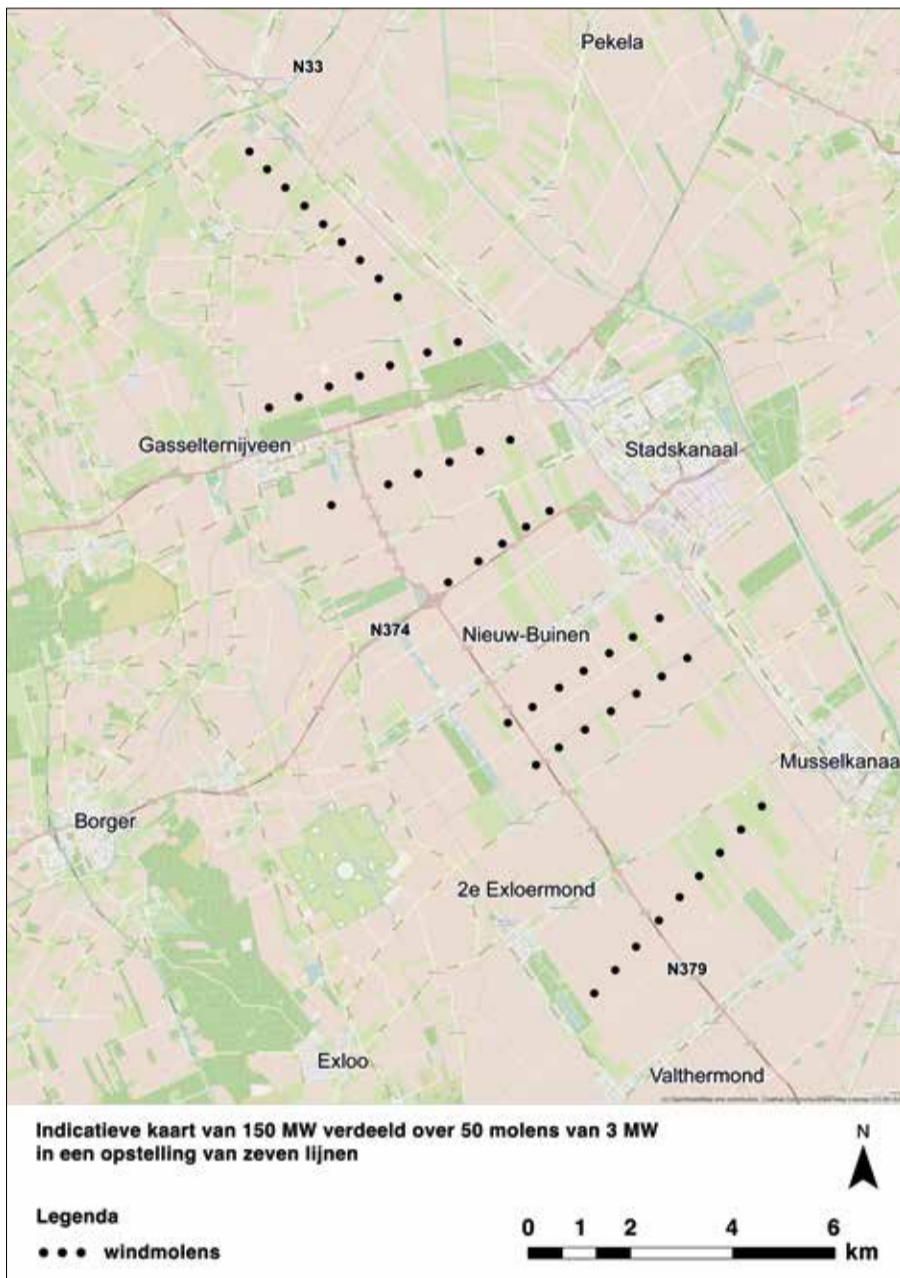 Pekela
N33
Gasselternijveen
Stadskanaal
N374
Nieuw-Buinen
Musselkanaa
Borger
2e Exloermond
N379
Exloo
Valthermond
Indicatieve kaart van 150 MW verdeeld over 50 molens van 3 MW
in een opstelling van zeven lijnen
N
Legenda
windmolens
0 1 2 4 6
km